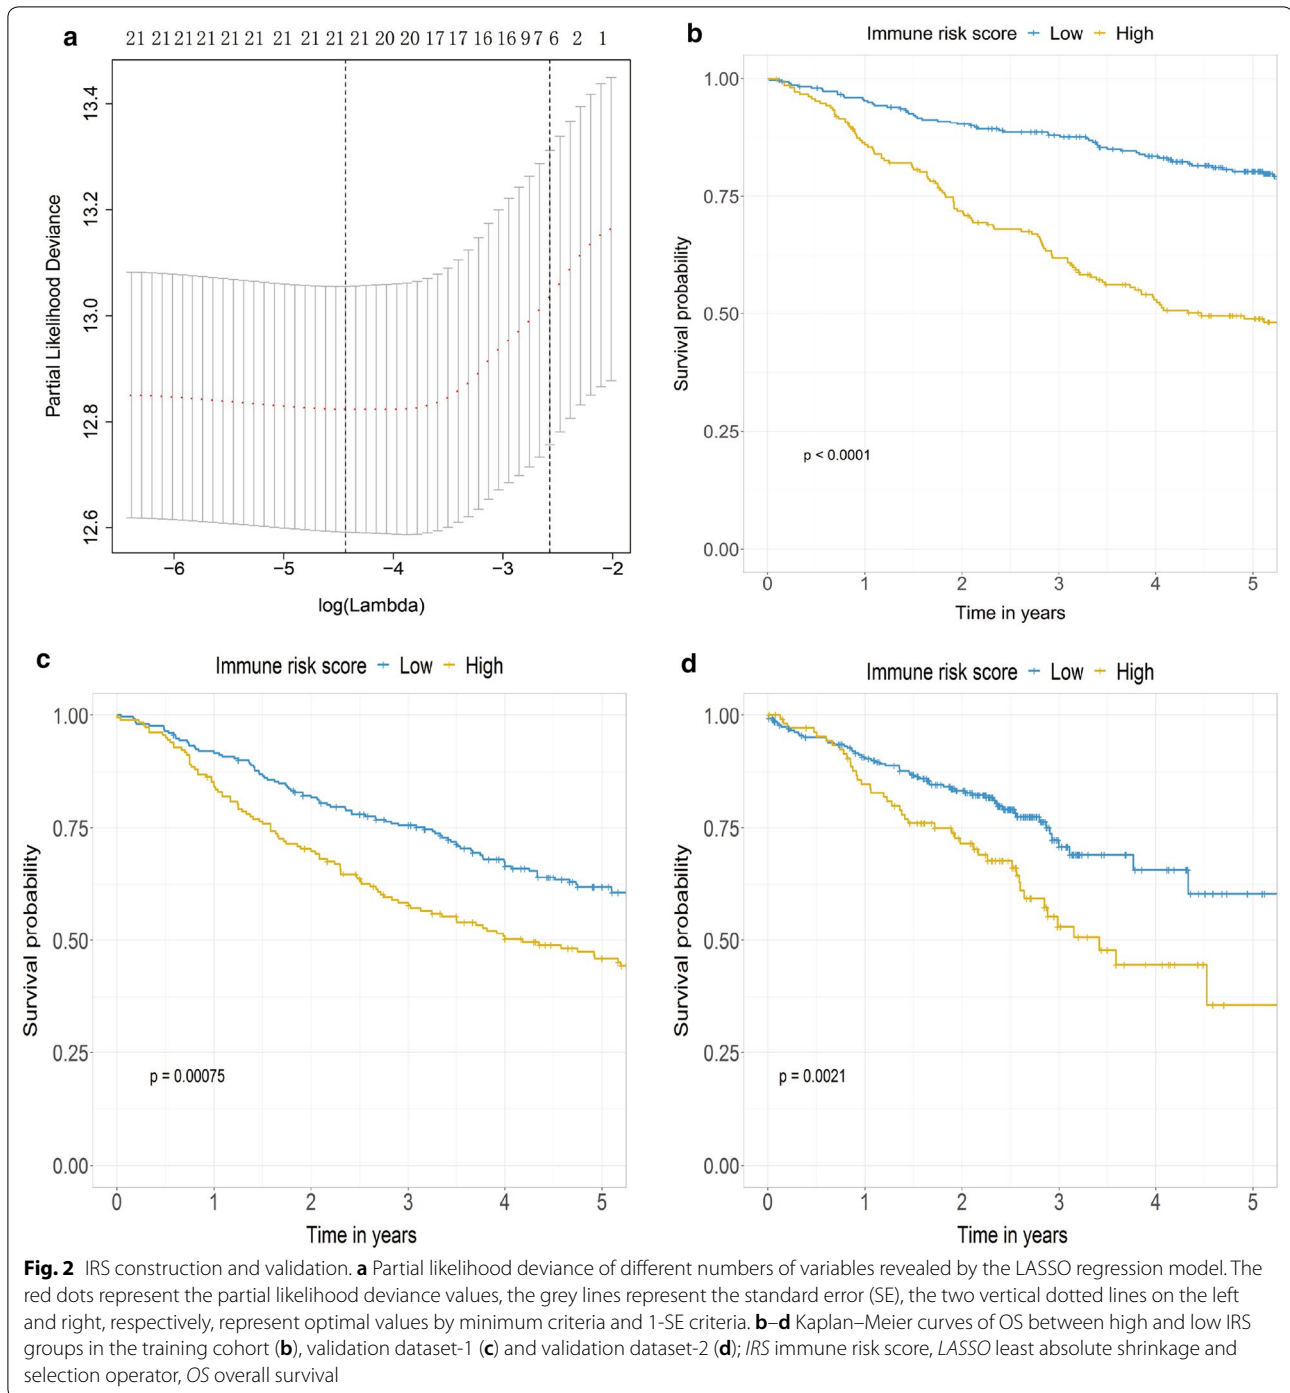 a
21 21 21 21 21 21 21 21 21 21 20 20 17 17 16 16 9 7 6 2 1
13.4
13.2
13.0
12.8
12.6
Partial Likelihood Deviance
−6 −5 −4 −3 −2
log(Lambda)
b
Immune risk score Low High
1.00
0.75
0.50
0.25
0.00
Survival probability
p < 0.0001
0 1 2 3 4 5
Time in years
c
Immune risk score Low High
1.00
0.75
0.50
0.25
0.00
Survival probability
p = 0.00075
0 1 2 3 4 5
Time in years
d
Immune risk score Low High
1.00
0.75
0.50
0.25
0.00
Survival probability
p = 0.0021
0 1 2 3 4 5
Time in years
Fig. 2 IRS construction and validation. a Partial likelihood deviance of different numbers of variables revealed by the LASSO regression model. The
red dots represent the partial likelihood deviance values, the grey lines represent the standard error (SE), the two vertical dotted lines on the left
and right, respectively, represent optimal values by minimum criteria and 1-SE criteria. b–d Kaplan–Meier curves of OS between high and low IRS
groups in the training cohort (b), validation dataset-1 (c) and validation dataset-2 (d); IRS immune risk score, LASSO least absolute shrinkage and
selection operator, OS overall survival